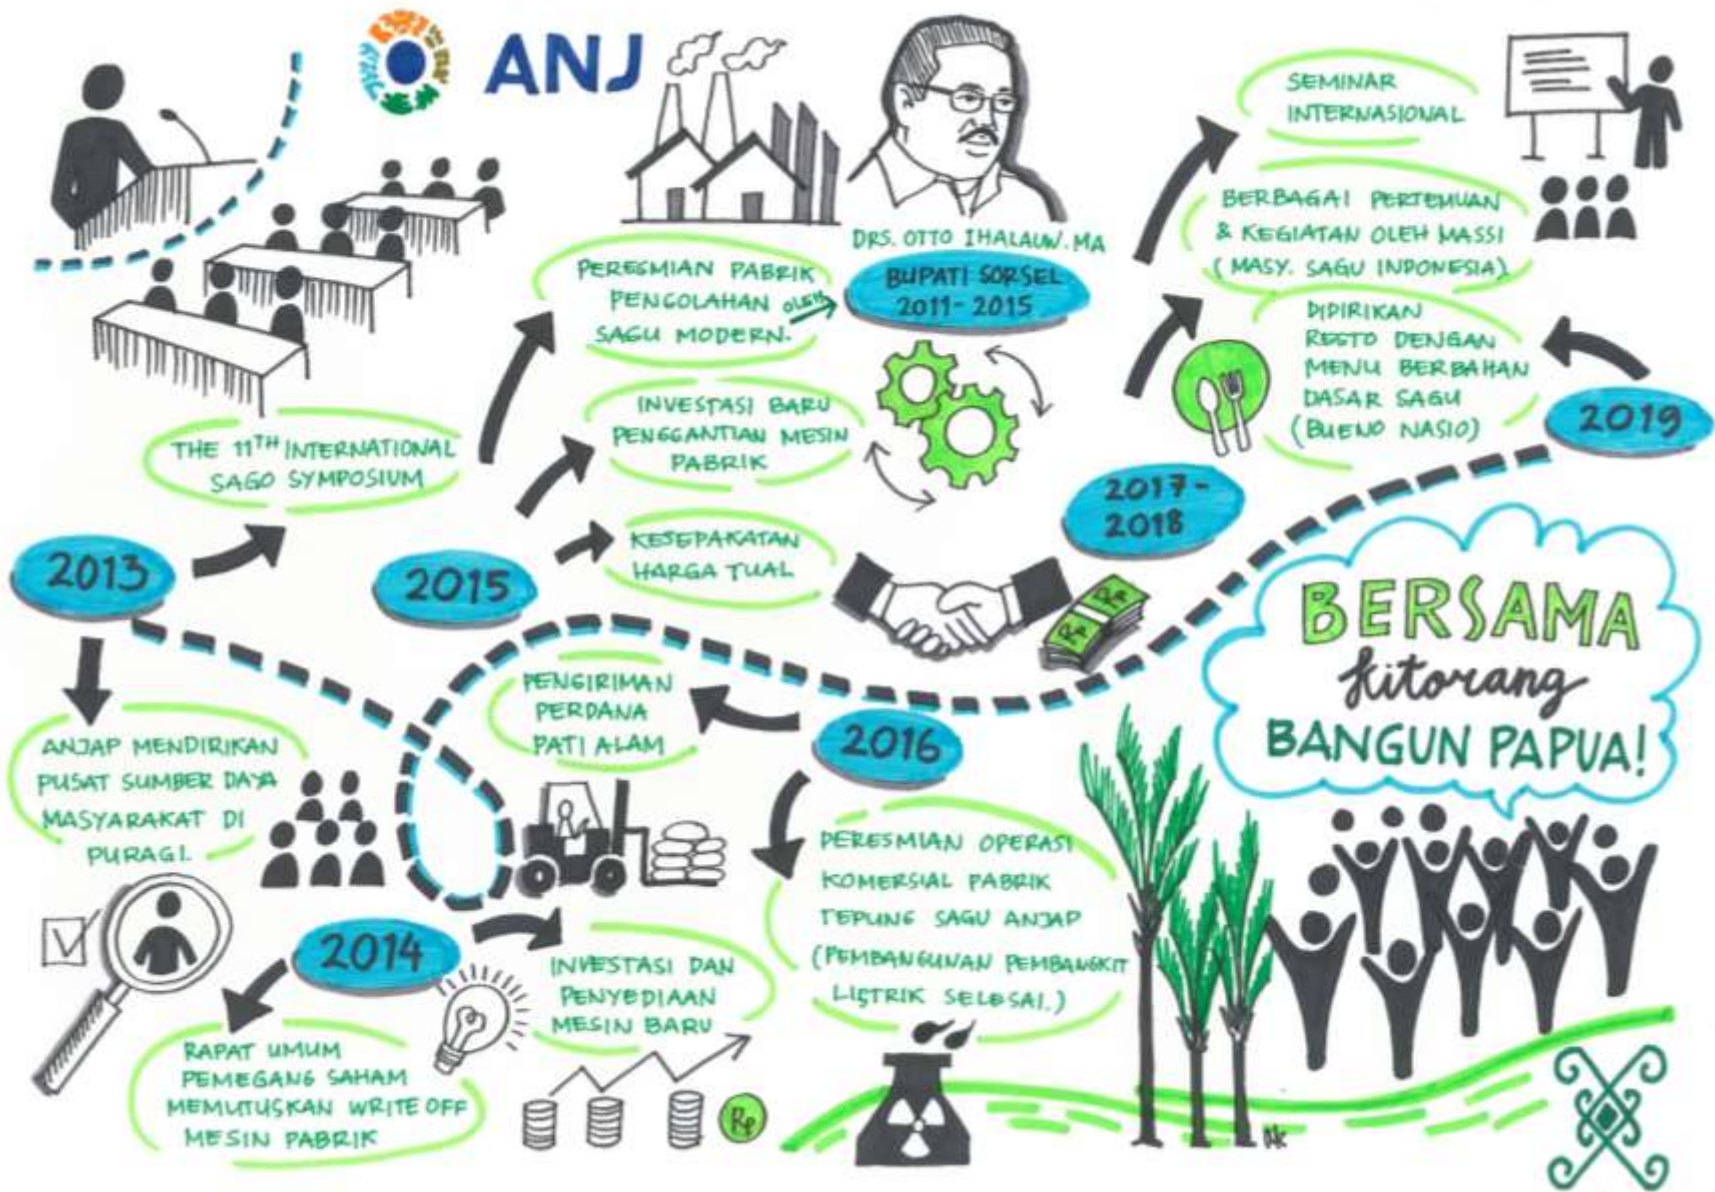 ANJ
DRS. OTTO IHALAUW. MA
BUPATI SORSEL
2011-2015
PERESMIAN PABRIK
PENGOLAHAN OLEH
SAGU MODERN.
INVESTASI BARU
PENGGANTIAN MESIN
PABRIK
KESEPAKATAN
HARGA TUAL
THE 11TH INTERNATIONAL
SAGO SYMPOSIUM
2013
2015
SEMINAR
INTERNASIONAL
BERBAGAI PERTEMUAN
& KEGIATAN OLEH MASSI
(MASY. SAGU INDONESIA)
DIDIRIKAN
RESTO DENGAN
MENU BERBAHAN
DASAR SAGU
(BUENO NASIO)
2019
2017-
2018
Rp
Rp
BERSAMA
kitorang
BANGUN PAPUA!
ANJAP MENDIRIKAN
PUSAT SUMBER DAYA
MASYARAKAT DI
PURAGI.
PENGIRIMAN
PERDANA
PATI ALAM
2016
PERESMIAN OPERASI
KOMERSIAL PABRIK
TEPUNG SAGU ANJAP
(PEMBANGUNAN PEMBANGKIT
LISTRIK SELESAI.)
2014
INVESTASI DAN
PENYEDIAAN
MESIN BARU
RAPAT UMUM
PEMEGANG SAHAM
MEMUTUSKAN WRITE OFF
MESIN PABRIK
Rp